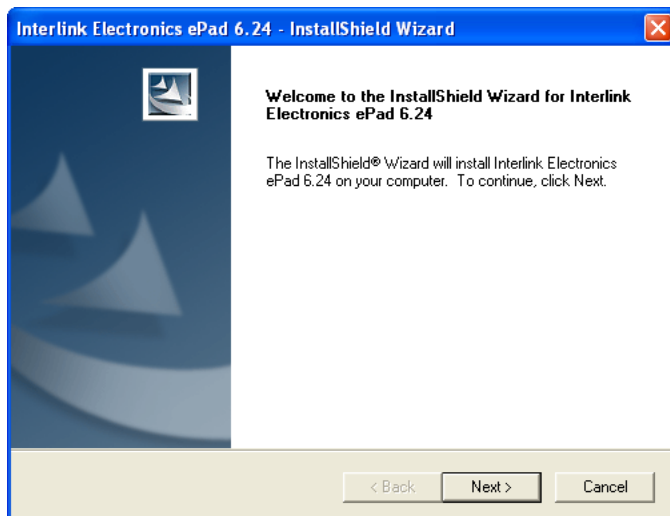 Interlink Electronics ePad 6.24 - InstallShield Wizard
Welcome to the InstallShield Wizard for Interlink
Electronics ePad 6.24
The InstallShield® Wizard will install Interlink Electronics
ePad 6.24 on your computer. To continue, click Next.
< Back Next > Cancel